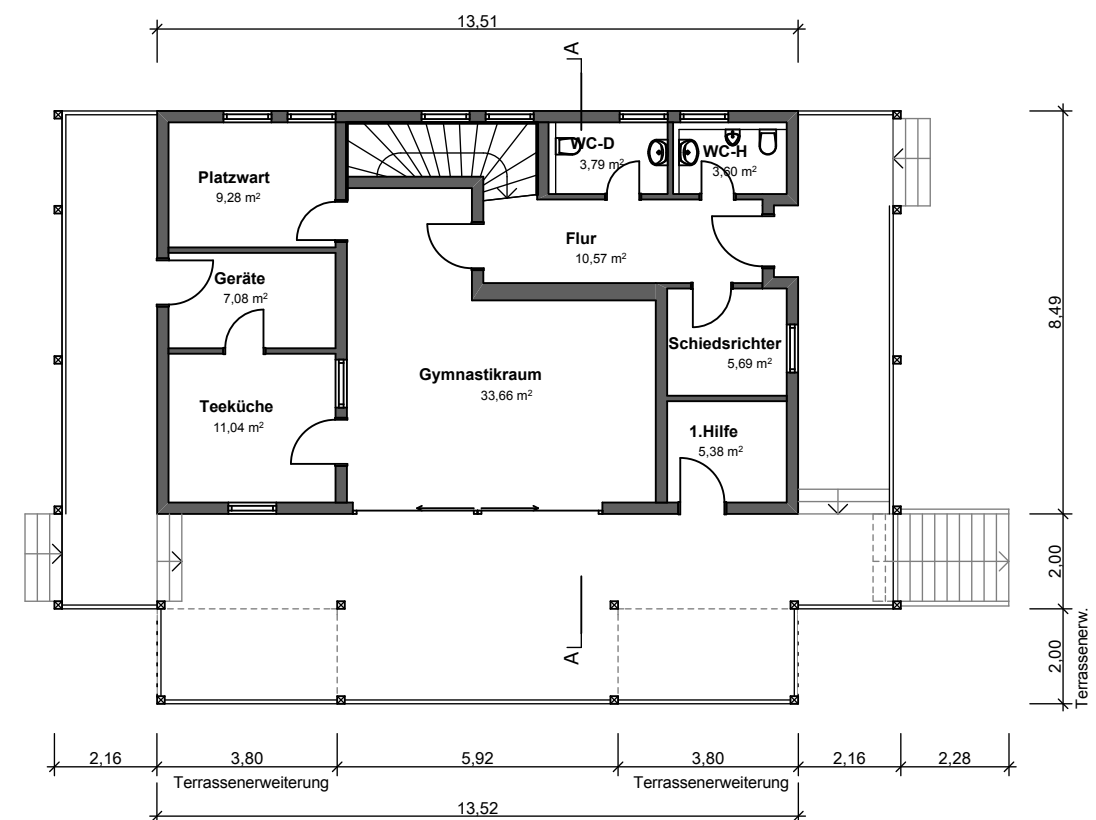 13,51
A
Platzwart
9,28 m²
WC-D
3,79 m²
WC-H
3,60 m²
Flur
10,57 m²
Geräte
7,08 m²
8,49
Schiedsrichter
5,69 m²
Gymnastikraum
33,66 m²
Teeküche
11,04 m²
1.Hilfe
5,38 m²
2,00
A
2,00
Terrassenerw.
2,16
3,80
5,92
3,80
2,16
2,28
Terrassenerweiterung
Terrassenerweiterung
13,52